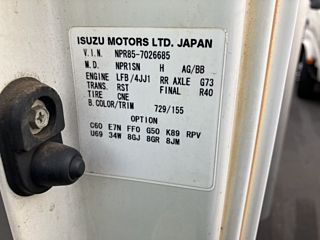 ISUZU MOTORS LTD. JAPAN
V.I.N. NPR85-7026685
M.D. NPR1SN H AG/BB
ENGINE LFB/4JJ1 RR AXLE G73
TRANS. RST FINAL R40
TIRE CNE
B.COLOR/TRIM 729/155
OPTION
C60 E7N FF0 G50 K89 RPV
U69 34W 8GJ 8GR 8JM